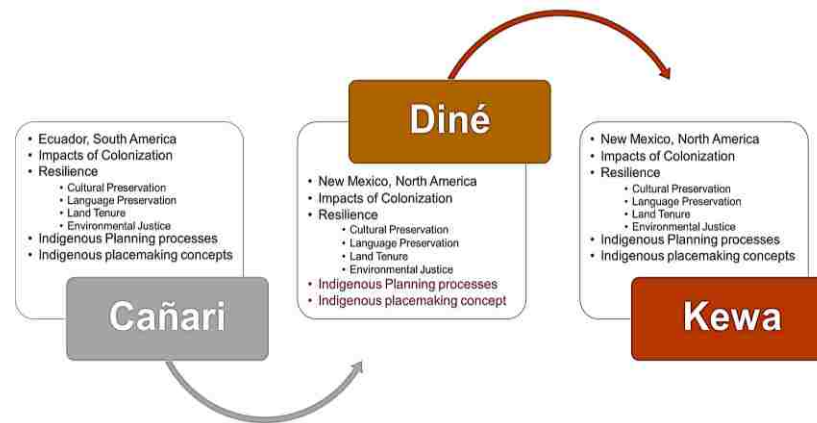 • Ecuador, South America
• Impacts of Colonization
• Resilience
• Cultural Preservation
• Language Preservation
• Land Tenure
• Environmental Justice
• Indigenous Planning processes
• Indigenous placemaking concepts
Cañari
Diné
• New Mexico, North America
• Impacts of Colonization
• Resilience
• Cultural Preservation
• Language Preservation
• Land Tenure
• Environmental Justice
• Indigenous Planning processes
• Indigenous placemaking concept
• New Mexico, North America
• Impacts of Colonization
• Resilience
• Cultural Preservation
• Language Preservation
• Land Tenure
• Environmental Justice
• Indigenous Planning processes
• Indigenous placemaking concepts
Kewa